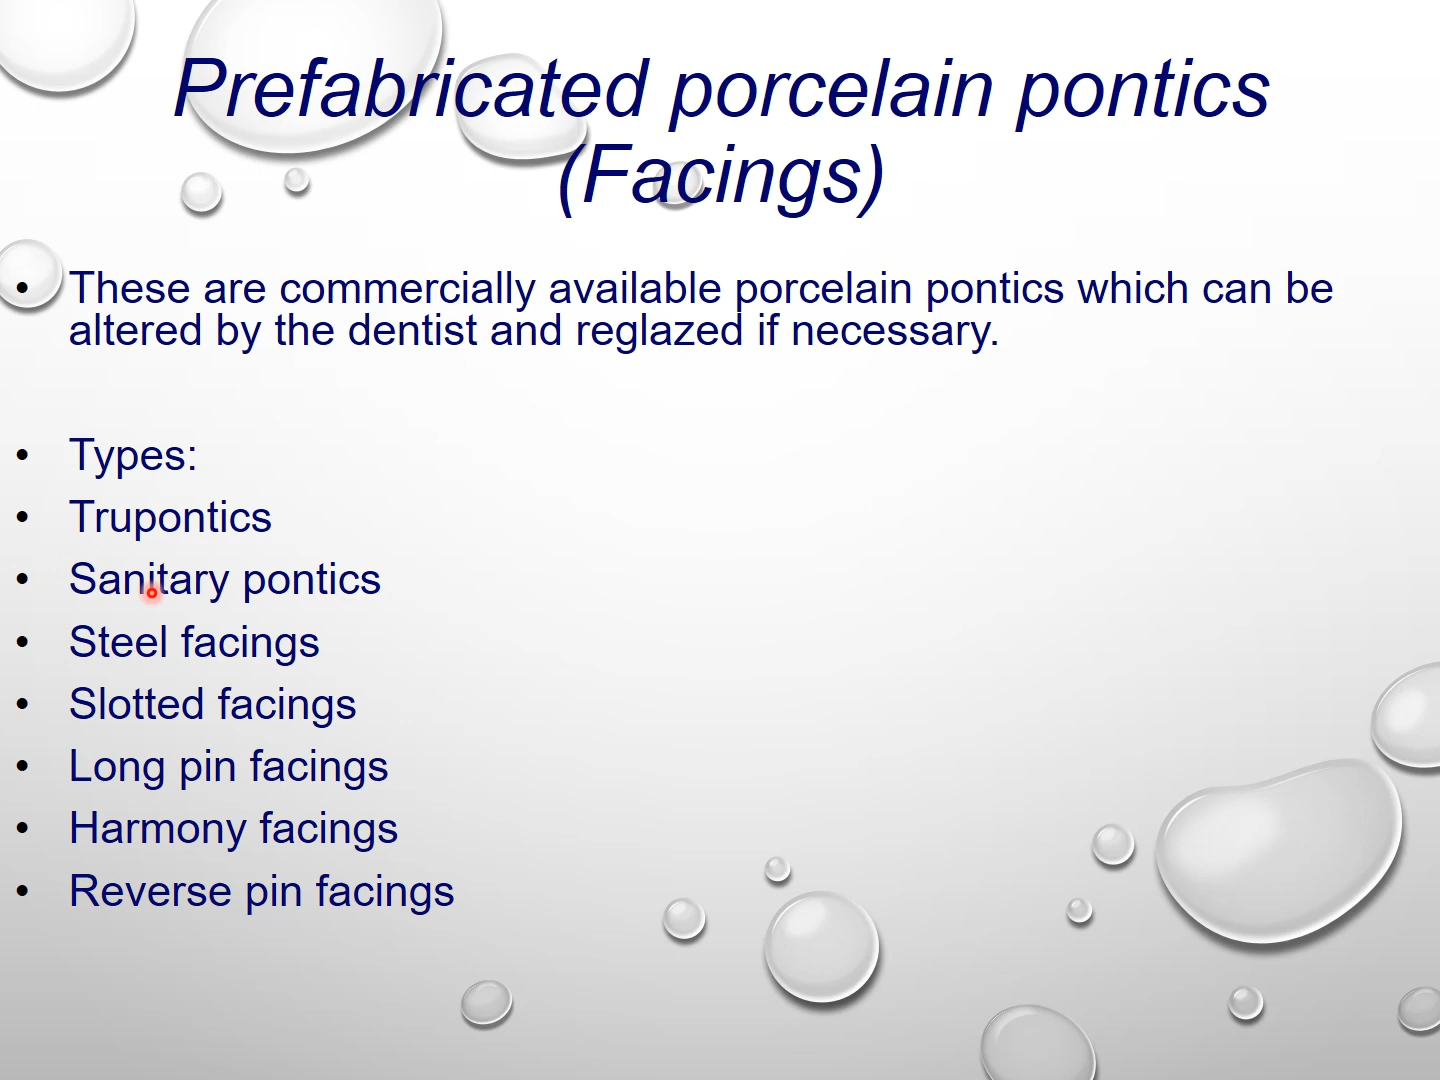 Prefabricated porcelain pontics
(Facings)
• These are commercially available porcelain pontics which can be
altered by the dentist and reglazed if necessary.
• Types:
• Trupontics
• Sanitary pontics
• Steel facings
• Slotted facings
• Long pin facings
• Harmony facings
• Reverse pin facings